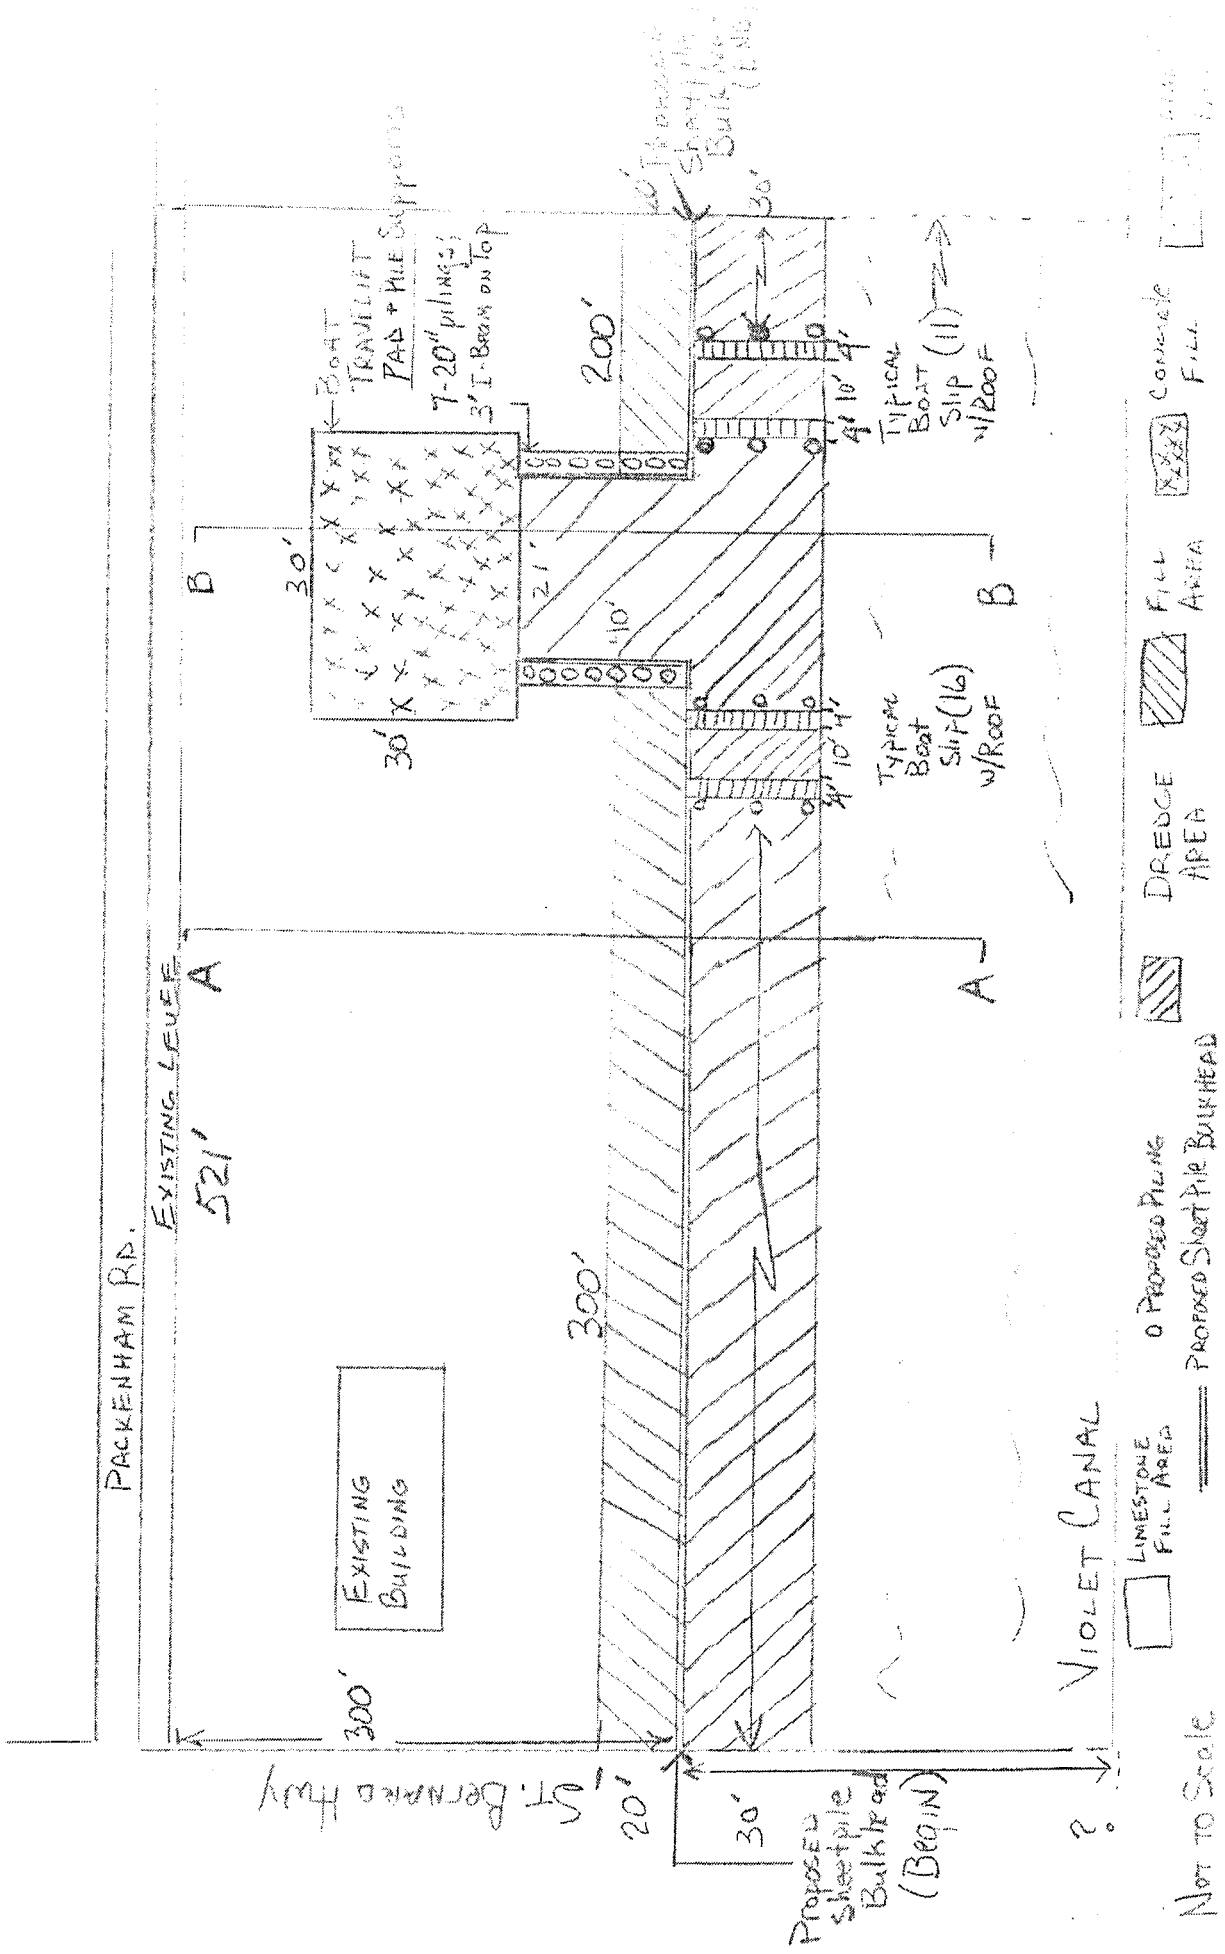 PACKENHAM RD.
EXISTING LEVEE
521'
ST. BERNARD HWY
300'
EXISTING
BUILDING
A
B
30'
30'
BOAT
TRAVELIFT
PAD + PILE Supports
7-20" pilings;
3' I-Beam on Top
21'
40'
300'
200'
20'
20'
30'
30'
Proposed
Sheetpile
Bulkhead
(Begin)
4' 10' 4'
Typical
Boat
Slip (16)
w/ROOF
4' 10' 4'
Typical
Boat
Slip (11)
w/ROOF
A
B
?
VIOLET CANAL
NOT TO SCALE
LIMESTONE
FILL AREA
PROPOSED PILING
PROPOSED Sheet Pile BULKHEAD
DREDGE
AREA
FILL
AREA
CONCRETE
FILL